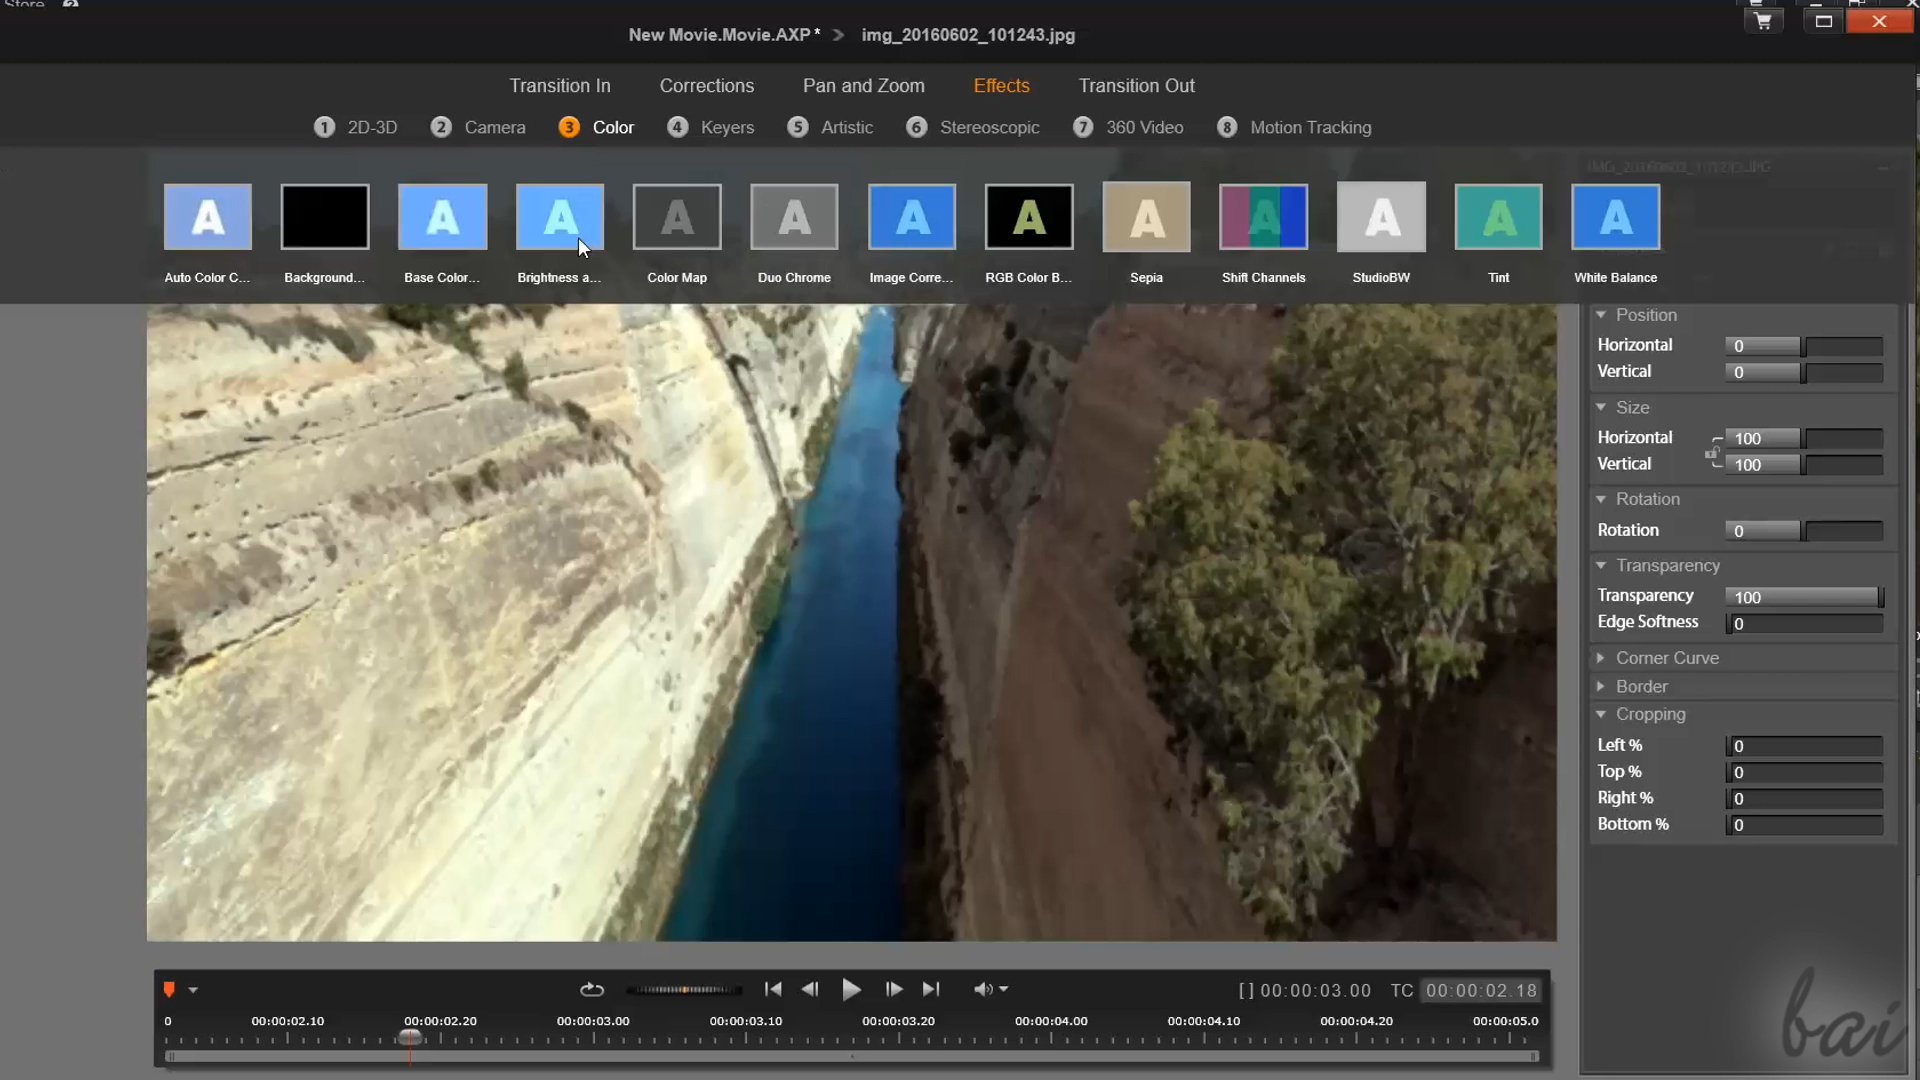 Store
New Movie.Movie.AXP * > img_20160602_101243.jpg
Transition In Corrections Pan and Zoom Effects Transition Out
1 2D-3D 2 Camera 3 Color 4 Keyers 5 Artistic 6 Stereoscopic 7 360 Video 8 Motion Tracking
A A A A A A A A A A A A
Auto Color C... Background... Base Color... Brightness a... Color Map Duo Chrome Image Corre... RGB Color B... Sepia Shift Channels StudioBW Tint White Balance
Position
Horizontal 0
Vertical 0
Size
Horizontal 100
Vertical 100
Rotation
Rotation 0
Transparency
Transparency 100
Edge Softness 0
Corner Curve
Border
Cropping
Left % 0
Top % 0
Right % 0
Bottom % 0
[ ] 00:00:03.00 TC 00:00:02.18
0 00:00:02.10 00:00:02.20 00:00:03.00 00:00:03.10 00:00:03.20 00:00:04.00 00:00:04.10 00:00:04.20 00:00:05.0
bai